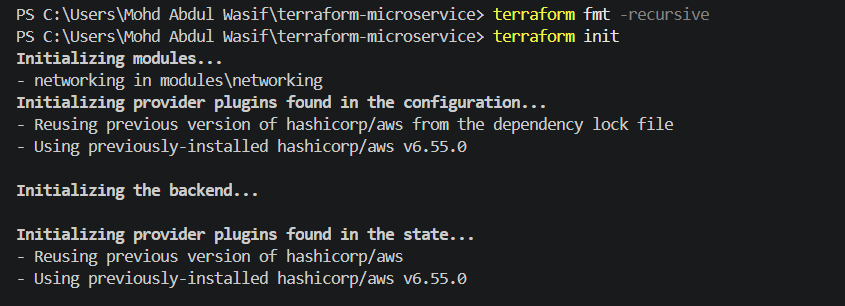 PS C:\Users\Mohd Abdul Wasif\terraform-microservice> terraform fmt -recursive
PS C:\Users\Mohd Abdul Wasif\terraform-microservice> terraform init
Initializing modules...
- networking in modules\networking
Initializing provider plugins found in the configuration...
- Reusing previous version of hashicorp/aws from the dependency lock file
- Using previously-installed hashicorp/aws v6.55.0
Initializing the backend...
Initializing provider plugins found in the state...
- Reusing previous version of hashicorp/aws
- Using previously-installed hashicorp/aws v6.55.0